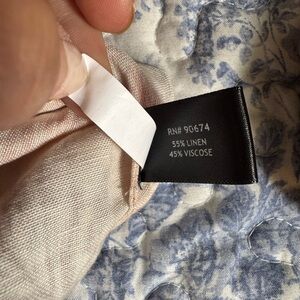 RN# 90674
55% LINEN
45% VISCOSE